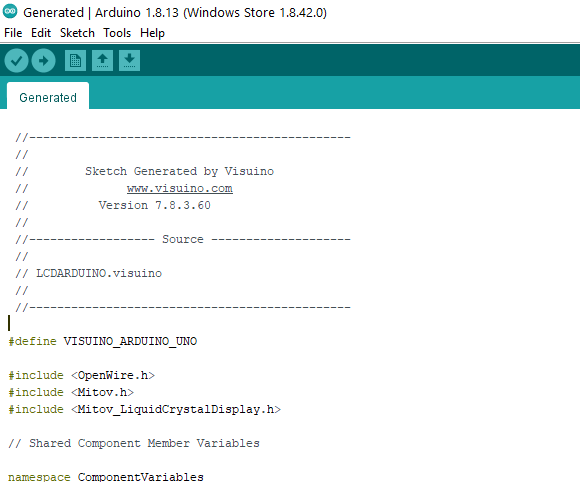 Generated | Arduino 1.8.13 (Windows Store 1.8.42.0)
File Edit Sketch Tools Help
Generated
//----------------------------------------------
//
//        Sketch Generated by Visuino
//              www.visuino.com
//          Version 7.8.3.60
//
//------------------ Source --------------------
//
// LCDARDUINO.visuino
//
//----------------------------------------------
#define VISUINO_ARDUINO_UNO
#include <OpenWire.h>
#include <Mitov.h>
#include <Mitov_LiquidCrystalDisplay.h>
// Shared Component Member Variables
namespace ComponentVariables